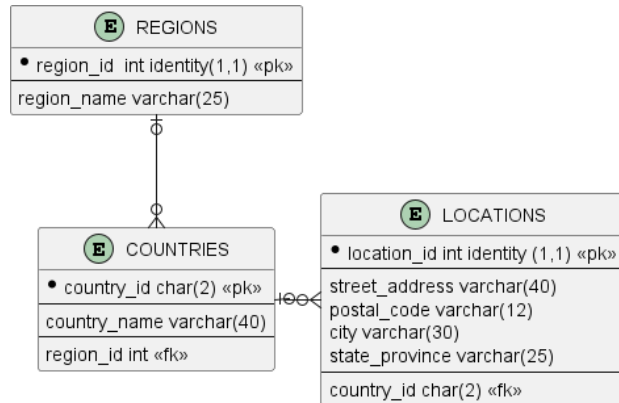 E REGIONS
• region_id int identity(1,1) «pk»
region_name varchar(25)
E COUNTRIES
• country_id char(2) «pk»
country_name varchar(40)
region_id int «fk»
E LOCATIONS
• location_id int identity (1,1) «pk»
street_address varchar(40)
postal_code varchar(12)
city varchar(30)
state_province varchar(25)
country_id char(2) «fk»